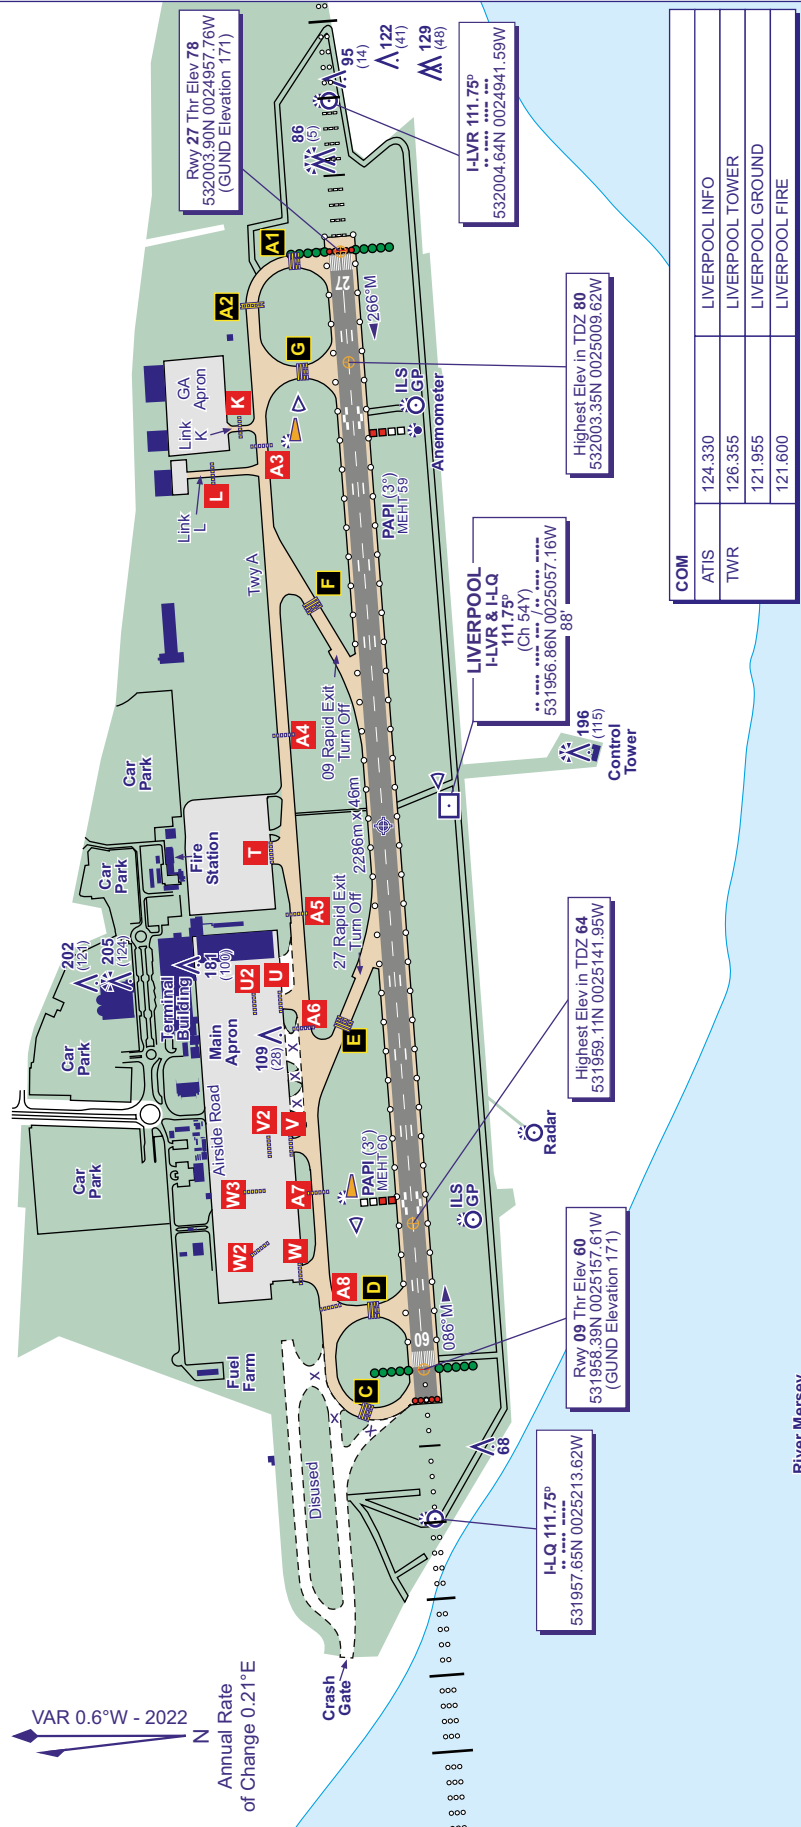 Rwy 27 Thr Elev 78
532003.90N 0024957.76W
(GUND Elevation 171)
95
(14)
122
(41)
129
(48)
86
(5)
I-LVR 111.75D
532004.64N 0024941.59W
A1
A2
G
27
266°M
GA
Apron
Link
K
K
Link
L
L
A3
ILS
GP
Anemometer
PAPI (3°)
MEHT 59
Highest Elev in TDZ 80
532003.35N 0025009.62W
COM
ATIS
124.330
LIVERPOOL INFO
TWR
126.355
LIVERPOOL TOWER
121.955
LIVERPOOL GROUND
121.600
LIVERPOOL FIRE
Twy A
F
09 Rapid Exit
Turn Off
LIVERPOOL
I-LVR & I-LQ
111.75D
(Ch 54Y)
531956.86N 0025057.16W
88'
196
(115)
Control
Tower
A4
2286m x 46m
Car
Park
Car
Park
Fire
Station
T
A5
27 Rapid Exit
Turn Off
202
(121)
205
(124)
Terminal
Building
181
(100)
U2
U
A6
E
Main
Apron
109
(28)
Car
Park
Highest Elev in TDZ 64
531959.11N 0025141.95W
Radar
Airside Road
V2
V
Car
Park
W3
A7
PAPI (3°)
MEHT 60
ILS
GP
W2
W
A8
D
09
086°M
Rwy 09 Thr Elev 60
531958.39N 0025157.61W
(GUND Elevation 171)
Fuel
Farm
C
68
Disused
I-LQ 111.75D
531957.65N 0025213.62W
River Mersey
Crash
Gate
VAR 0.6°W - 2022
N
Annual Rate
of Change 0.21°E